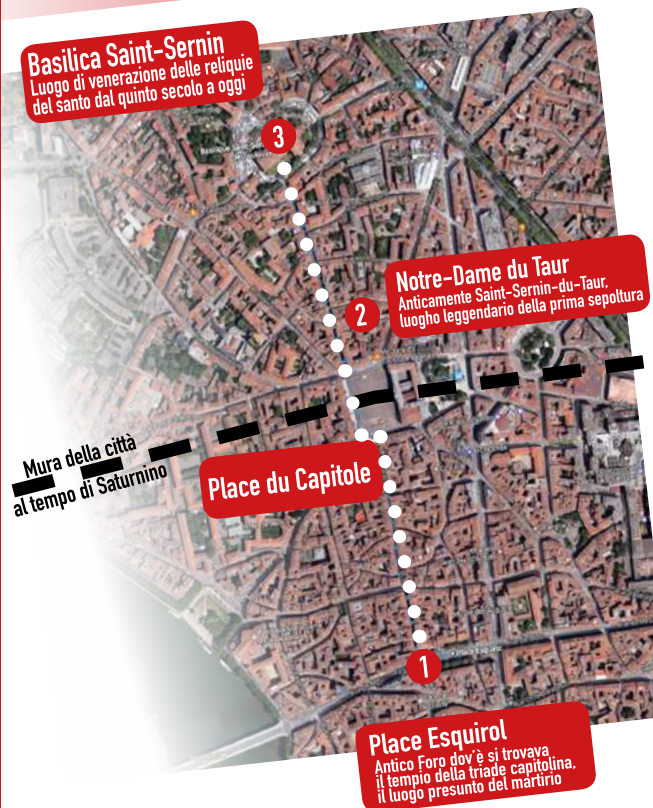 Basilica Saint-Sernin
Luogo di venerazione delle reliquie
del santo dal quinto secolo a oggi
3
Notre-Dame du Taur
Anticamente Saint-Sernin-du-Taur,
luogho leggendario della prima sepoltura
2
Mura della città
al tempo di Saturnino
Place du Capitole
1
Place Esquirol
Antico Foro dov'è si trovava
il tempio della triade capitolina,
il luogo presunto del martirio